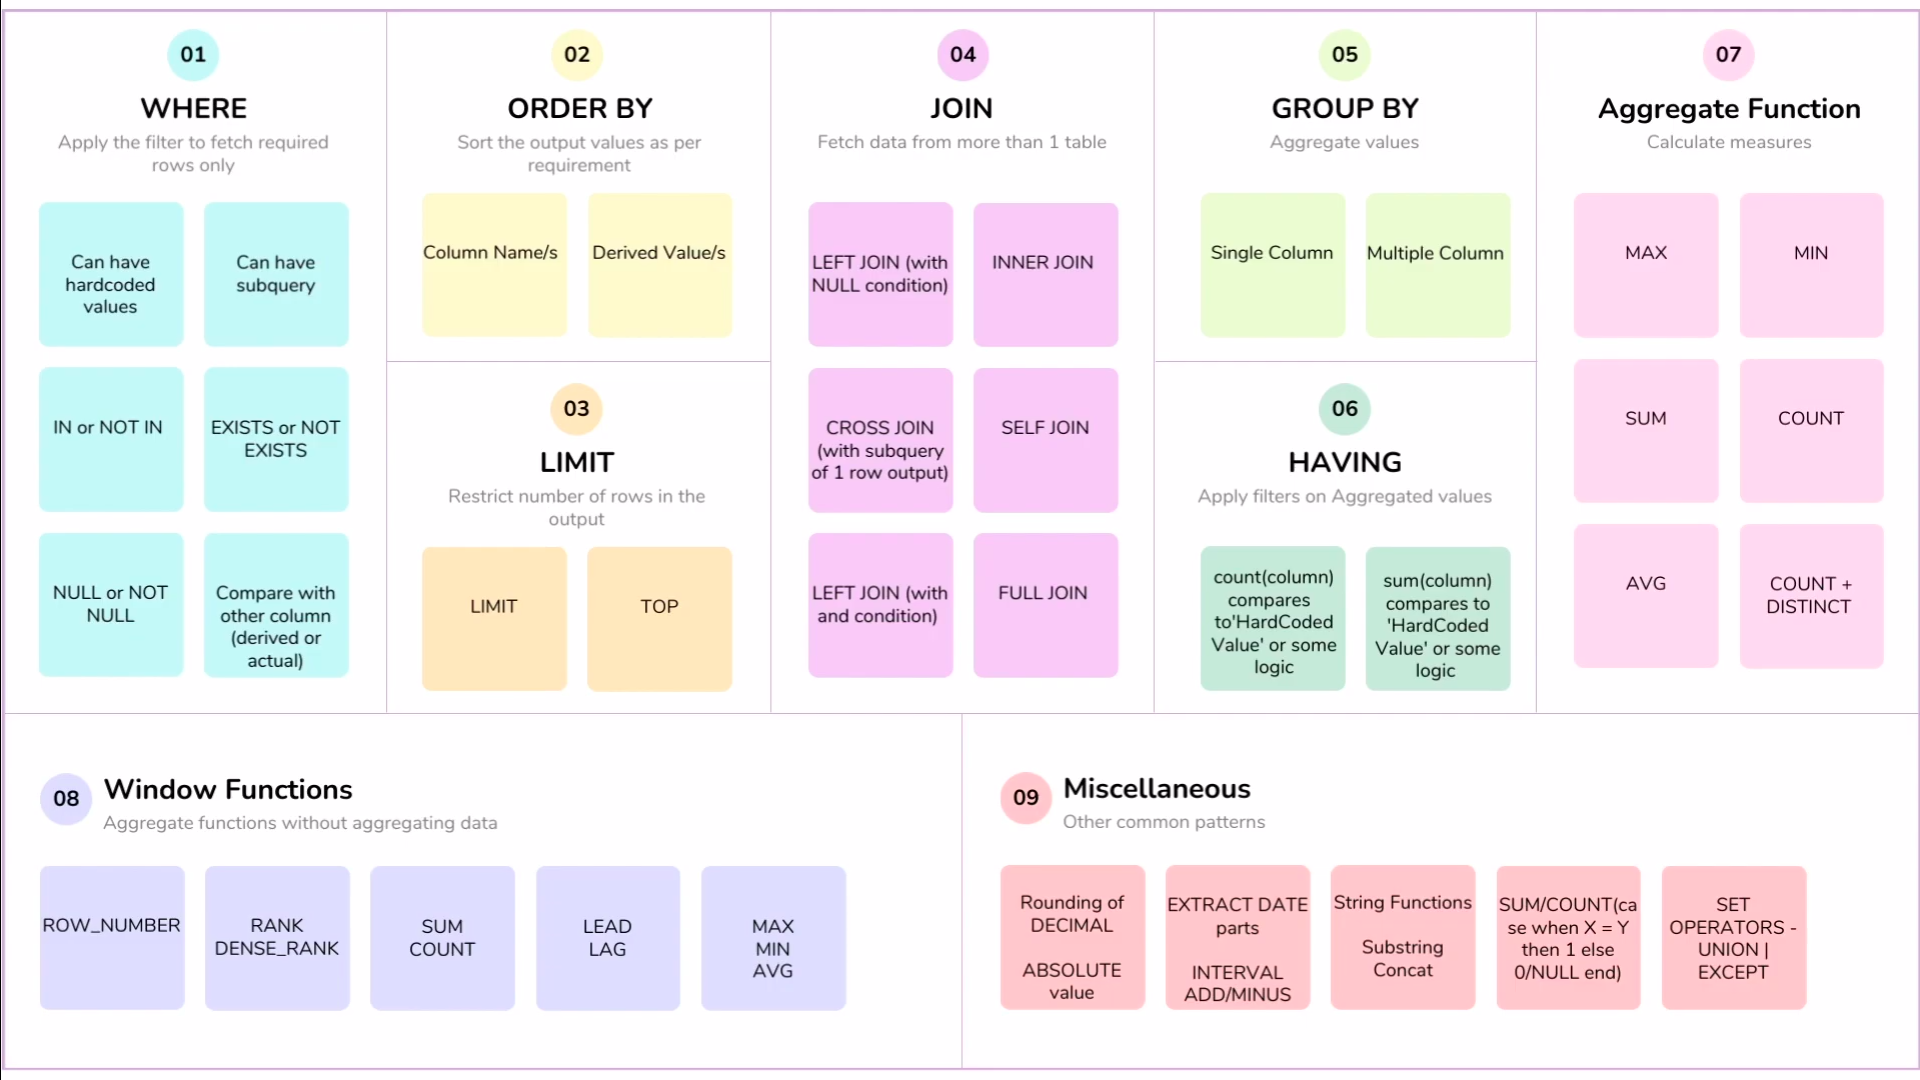 01
WHERE
Apply the filter to fetch required
rows only
Can have
hardcoded
values
Can have
subquery
IN or NOT IN
EXISTS or NOT
EXISTS
NULL or NOT
NULL
Compare with
other column
(derived or
actual)
02
ORDER BY
Sort the output values as per
requirement
Column Name/s
Derived Value/s
03
LIMIT
Restrict number of rows in the
output
LIMIT
TOP
04
JOIN
Fetch data from more than 1 table
LEFT JOIN (with
NULL condition)
INNER JOIN
CROSS JOIN
(with subquery
of 1 row output)
SELF JOIN
LEFT JOIN (with
and condition)
FULL JOIN
05
GROUP BY
Aggregate values
Single Column
Multiple Column
06
HAVING
Apply filters on Aggregated values
count(column)
compares
to'HardCoded
Value' or some
logic
sum(column)
compares to
'HardCoded
Value' or some
logic
07
Aggregate Function
Calculate measures
MAX
MIN
SUM
COUNT
AVG
COUNT +
DISTINCT
08
Window Functions
Aggregate functions without aggregating data
ROW_NUMBER
RANK
DENSE_RANK
SUM
COUNT
LEAD
LAG
MAX
MIN
AVG
09
Miscellaneous
Other common patterns
Rounding of
DECIMAL
ABSOLUTE
value
EXTRACT DATE
parts
INTERVAL
ADD/MINUS
String Functions
Substring
Concat
SUM/COUNT(ca
se when X = Y
then 1 else
0/NULL end)
SET
OPERATORS -
UNION |
EXCEPT